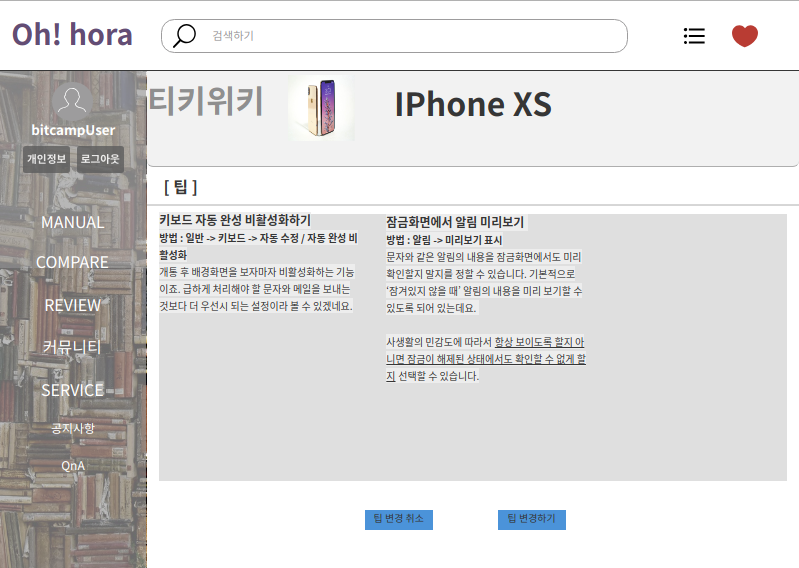 Oh! hora
검색하기
bitcampUser
개인정보
로그아웃
MANUAL
COMPARE
REVIEW
커뮤니티
SERVICE
공지사항
QnA
티키위키
IPhone XS
[ 팁 ]
키보드 자동 완성 비활성화하기
방법 : 일반 -> 키보드 -> 자동 수정 / 자동 완성 비
활성화
개통 후 배경화면을 보자마자 비활성화하는 기능
이죠. 급하게 처리해야 할 문자와 메일을 보내는
것보다 더 우선시 되는 설정이라 볼 수 있겠네요.
잠금화면에서 알림 미리보기
방법 : 알림 -> 미리보기 표시
문자와 같은 알림의 내용을 잠금화면에서도 미리
확인할지 말지를 정할 수 있습니다. 기본적으로
‘잠겨있지 않을 때’ 알림의 내용을 미리 보기할 수
있도록 되어 있는데요.
사생활의 민감도에 따라서 항상 보이도록 할지 아
니면 잠금이 해제된 상태에서도 확인할 수 없게 할
지 선택할 수 있습니다.
팁 변경 취소
팁 변경하기